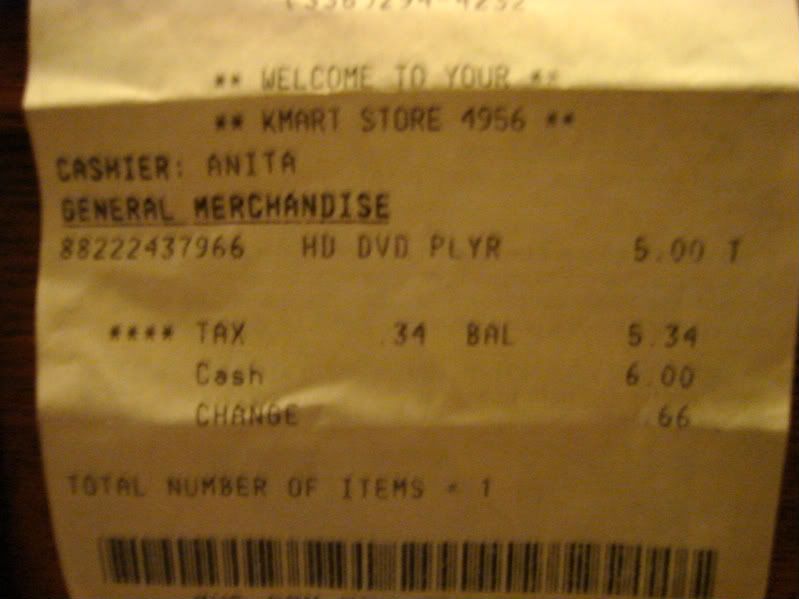 ** WELCOME TO YOUR **
** KMART STORE 4956 **
CASHIER: ANITA
GENERAL MERCHANDISE
88222437966 HD DVD PLYR 5.00 T
**** TAX .34 BAL 5.34
Cash 6.00
CHANGE .66
TOTAL NUMBER OF ITEMS = 1